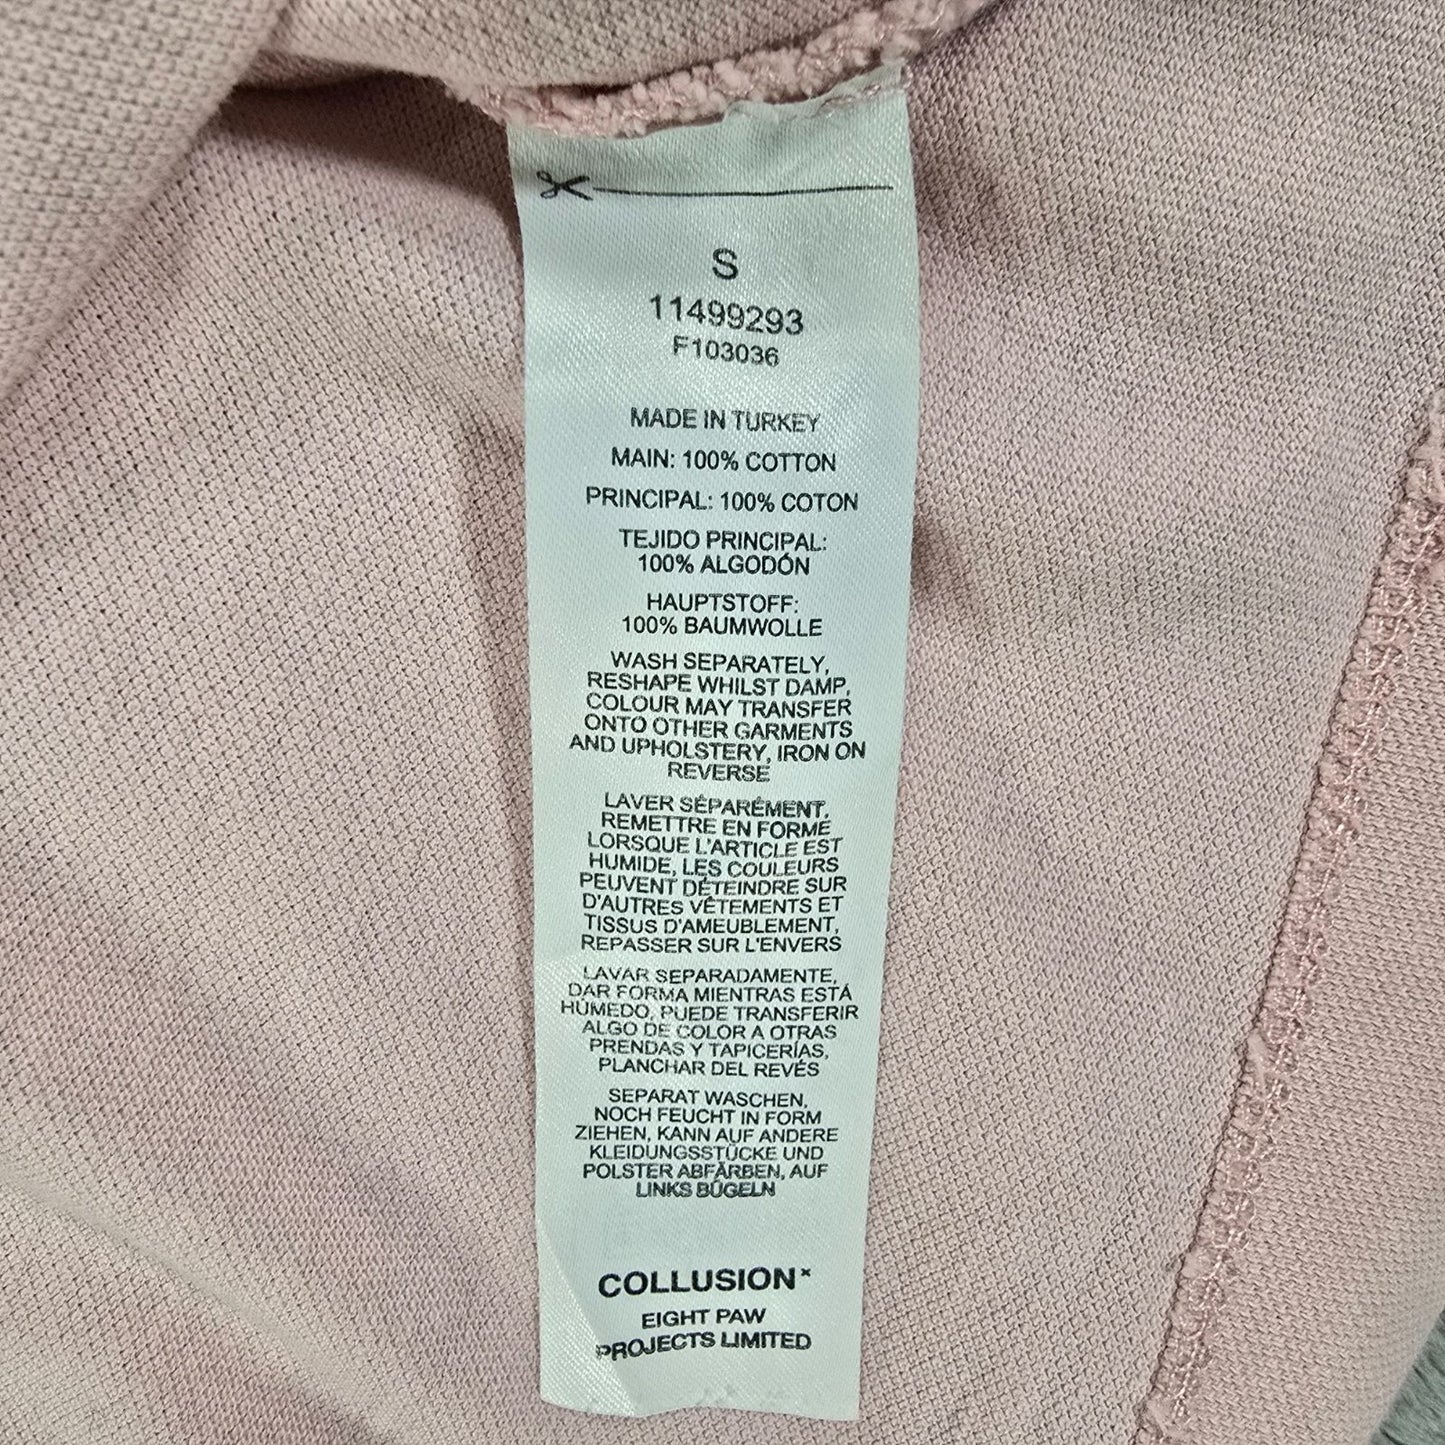 S
11499293
F103036
MADE IN TURKEY
MAIN: 100% COTTON
PRINCIPAL: 100% COTON
TEJIDO PRINCIPAL:
100% ALGODÓN
HAUPTSTOFF:
100% BAUMWOLLE
WASH SEPARATELY,
RESHAPE WHILST DAMP,
COLOUR MAY TRANSFER
ONTO OTHER GARMENTS
AND UPHOLSTERY, IRON ON
REVERSE
LAVER SÉPARÉMENT,
REMETTRE EN FORME
LORSQUE L'ARTICLE EST
HUMIDE, LES COULEURS
PEUVENT DÉTEINDRE SUR
D'AUTRES VÊTEMENTS ET
TISSUS D'AMEUBLEMENT,
REPASSER SUR L'ENVERS
LAVAR SEPARADAMENTE,
DAR FORMA MIENTRAS ESTÁ
HÚMEDO, PUEDE TRANSFERIR
ALGO DE COLOR A OTRAS
PRENDAS Y TAPICERÍAS,
PLANCHAR DEL REVÉS
SEPARAT WASCHEN,
NOCH FEUCHT IN FORM
ZIEHEN, KANN AUF ANDERE
KLEIDUNGSSTÜCKE UND
POLSTER ABFÄRBEN, AUF
LINKS BÜGELN
COLLUSION×
EIGHT PAW
PROJECTS LIMITED